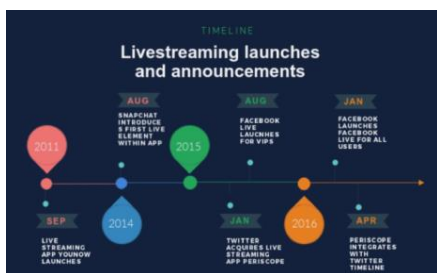 TIMELINE
Livestreaming launches
and announcements
AUG
SNAPCHAT
INTRODUCE
S FIRST LIVE
ELEMENT
WITHIN APP
AUG
FACEBOOK
LIVE
LAUCNHES
FOR VIPS
JAN
FACEBOOK
LAUNCHES
FACEBOOK
LIVE FOR ALL
USERS
2011
2015
2014
2016
SEP
LIVE
STREAMING
APP YOUNOW
LAUNCHES
JAN
TWITTER
ACQUIRES LIVE
STREAMING
APP PERISCOPE
APR
PERISCOPE
INTEGRATES
WITH
TWITTER
TIMELINE